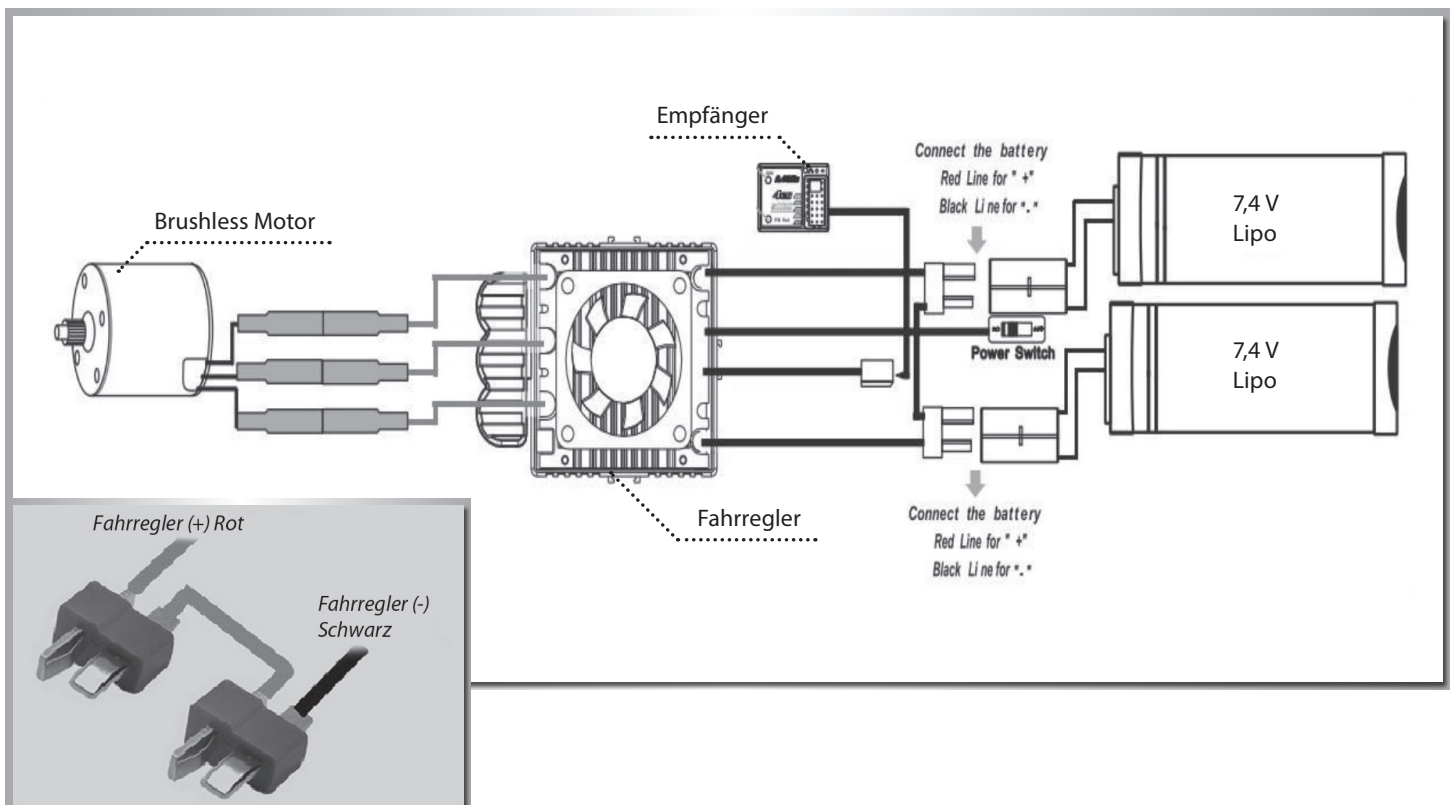 Empfänger
Connect the battery
Red Line for " +"
Black Line for "-"
7,4 V
Lipo
Brushless Motor
Power Switch
7,4 V
Lipo
Fahrregler
Connect the battery
Red Line for " +"
Black Line for "-"
Fahrregler (+) Rot
Fahrregler (-)
Schwarz